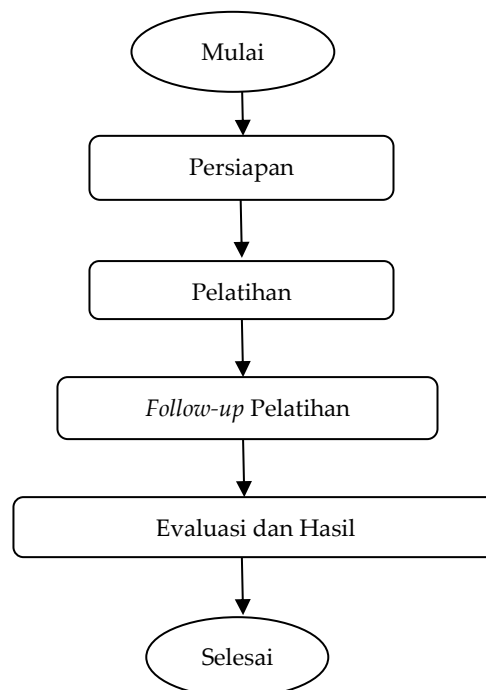 Mulai
Persiapan
Pelatihan
Follow-up Pelatihan
Evaluasi dan Hasil
Selesai